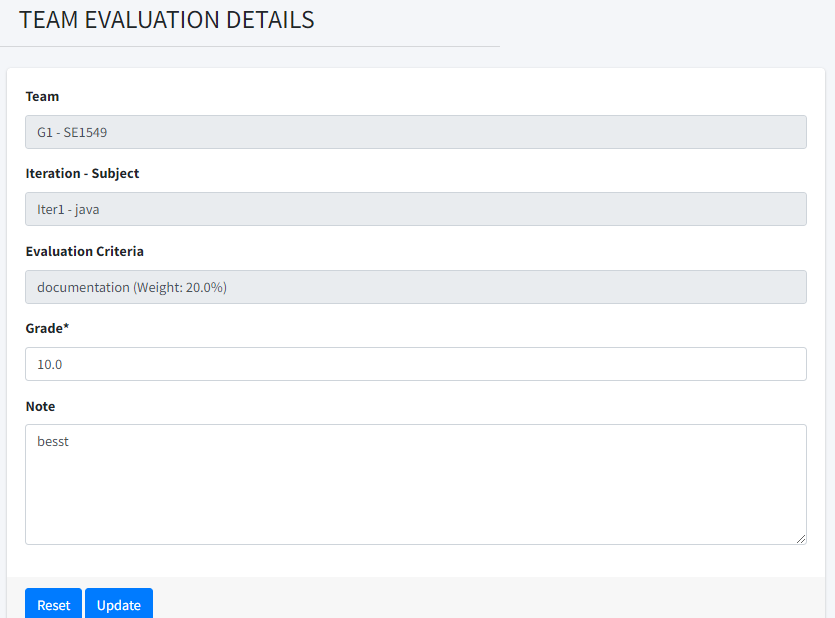 TEAM EVALUATION DETAILS
Team
G1 - SE1549
Iteration - Subject
Iter1 - java
Evaluation Criteria
documentation (Weight: 20.0%)
Grade*
10.0
Note
besst
Reset Update